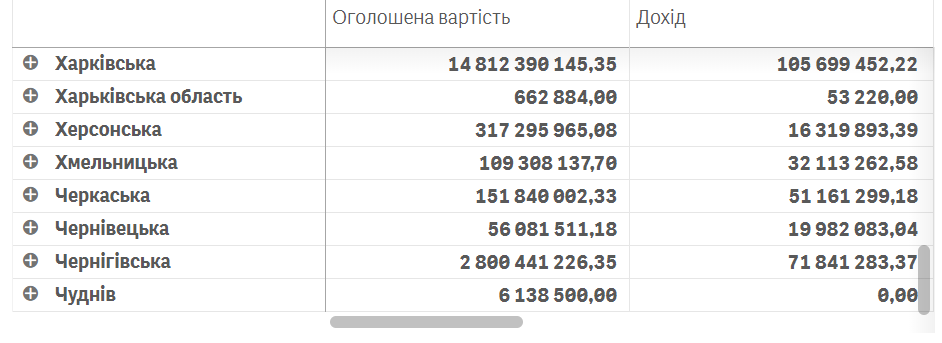 Оголошена вартість Дохід
Харківська 14 812 390 145,35 105 699 452,22
Харьківська область 662 884,00 53 220,00
Херсонська 317 295 965,08 16 319 893,39
Хмельницька 109 308 137,70 32 113 262,58
Черкаська 151 840 002,33 51 161 299,18
Чернівецька 56 081 511,18 19 982 083,04
Чернігівська 2 800 441 226,35 71 841 283,37
Чуднів 6 138 500,00 0,00